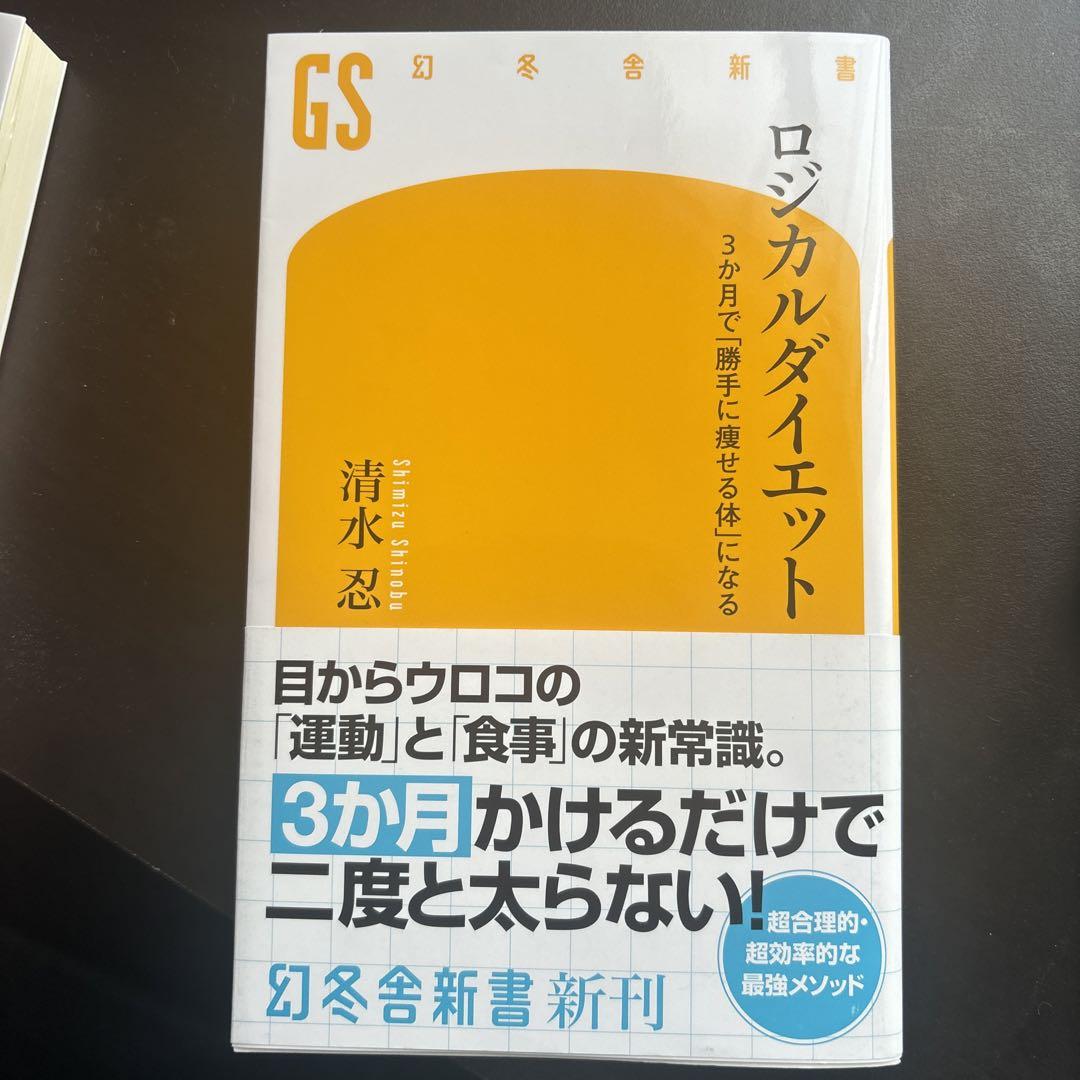 GS 幻冬舎新書
ロジカルダイエット
3か月で「勝手に痩せる体」になる
清水 忍
Shimizu Shinobu
目からウロコの
「運動」と「食事」の新常識。
3か月かけるだけで
二度と太らない!
超合理的・
超効率的な
最強メソッド
幻冬舎新書 新刊